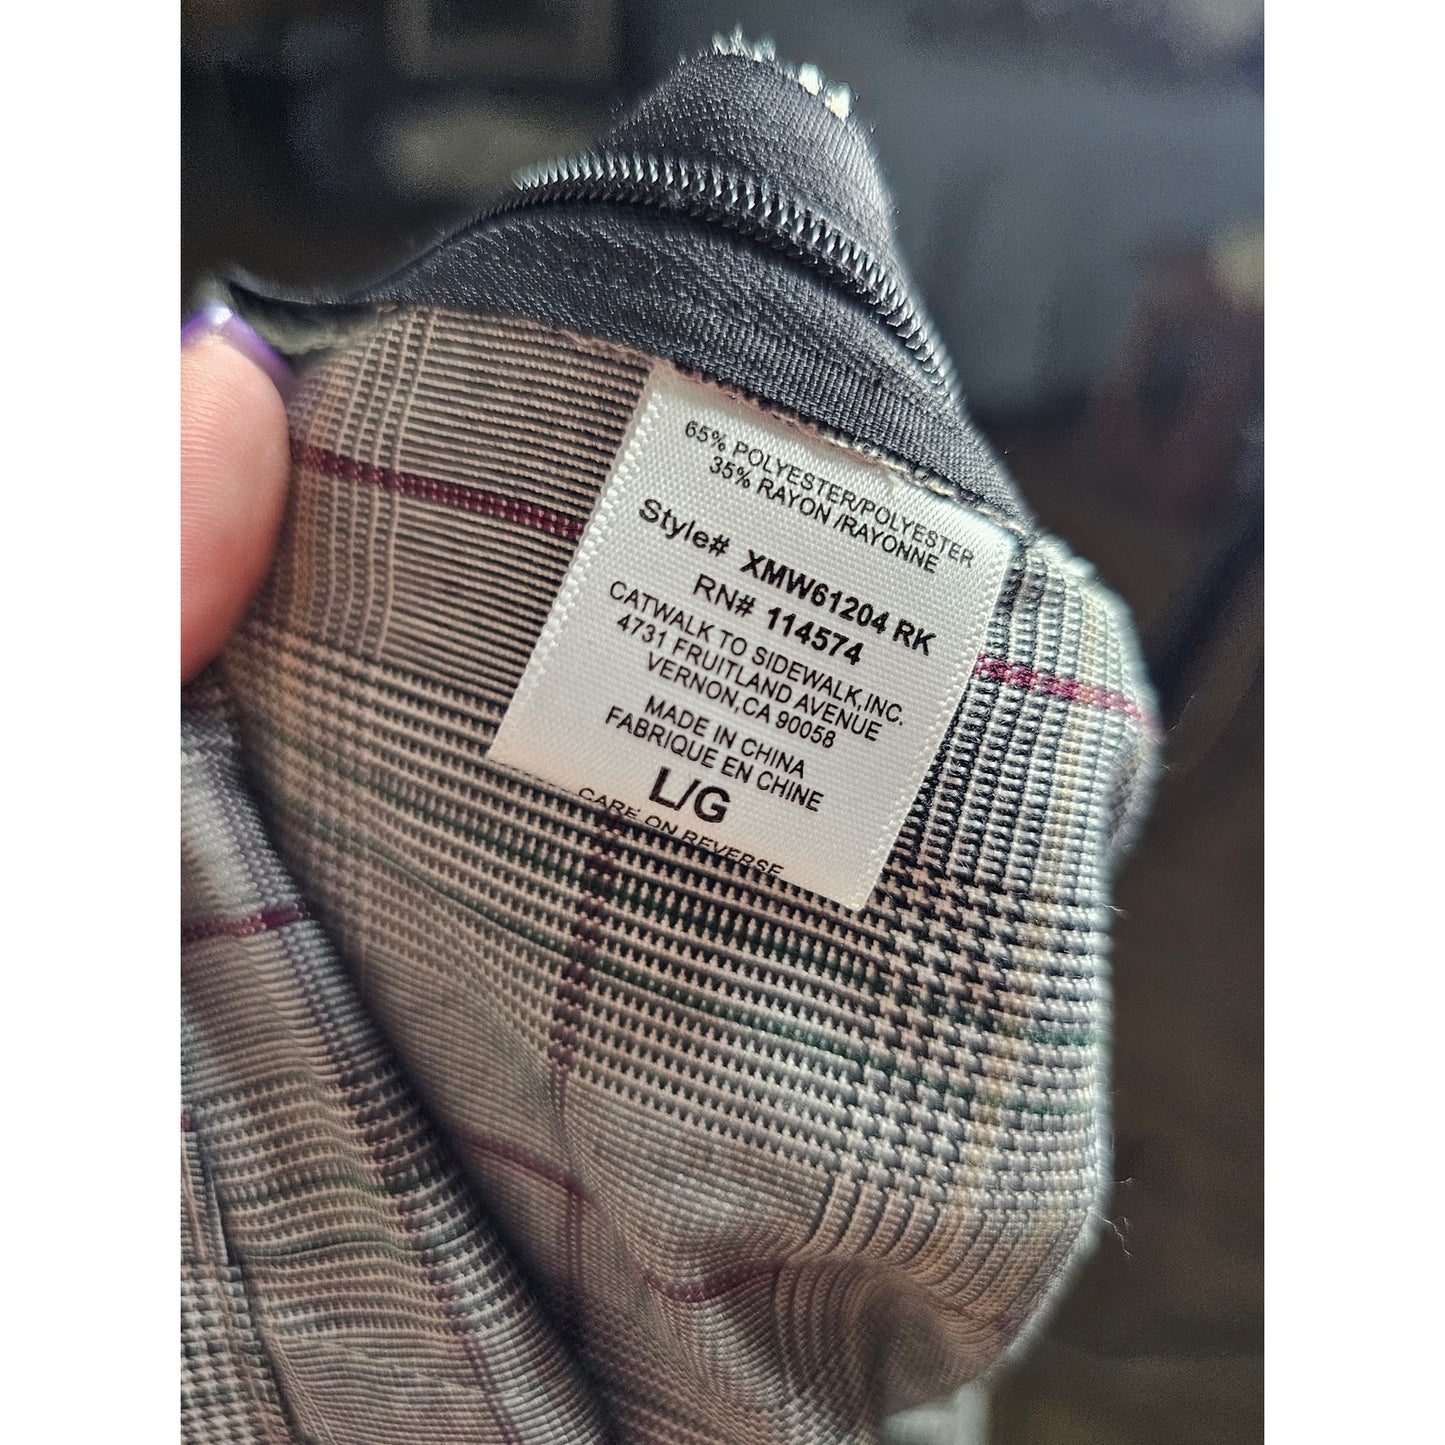 65% POLYESTER/POLYESTER
35% RAYON /RAYONNE
Style# XMW61204 RK
RN# 114574
CATWALK TO SIDEWALK,INC.
4731 FRUITLAND AVENUE
VERNON,CA 90058
MADE IN CHINA
FABRIQUE EN CHINE
L/G
CARE ON REVERSE